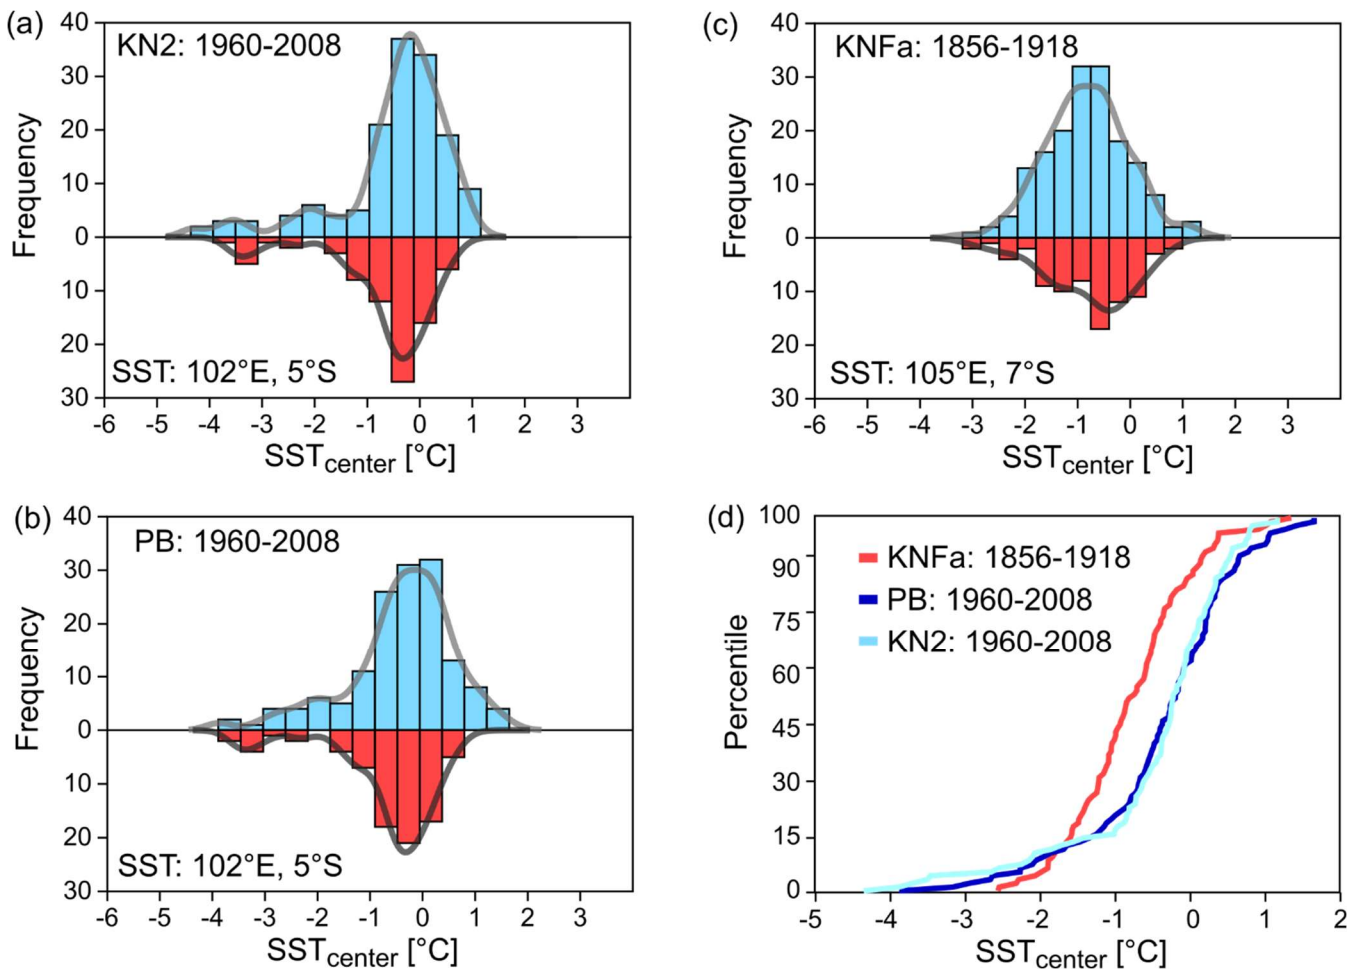 (a)
KN2: 1960-2008
40
30
20
10
0
10
20
30
Frequency
SST: 102°E, 5°S
-6 -5 -4 -3 -2 -1 0 1 2 3
SSTcenter [°C]
(c)
KNFa: 1856-1918
40
30
20
10
0
10
20
30
Frequency
SST: 105°E, 7°S
-6 -5 -4 -3 -2 -1 0 1 2 3
SSTcenter [°C]
(b)
PB: 1960-2008
40
30
20
10
0
10
20
30
Frequency
SST: 102°E, 5°S
-6 -5 -4 -3 -2 -1 0 1 2 3
SSTcenter [°C]
(d)
100
90
75
60
45
30
15
0
Percentile
KNFa: 1856-1918
PB: 1960-2008
KN2: 1960-2008
-5 -4 -3 -2 -1 0 1 2
SSTcenter [°C]